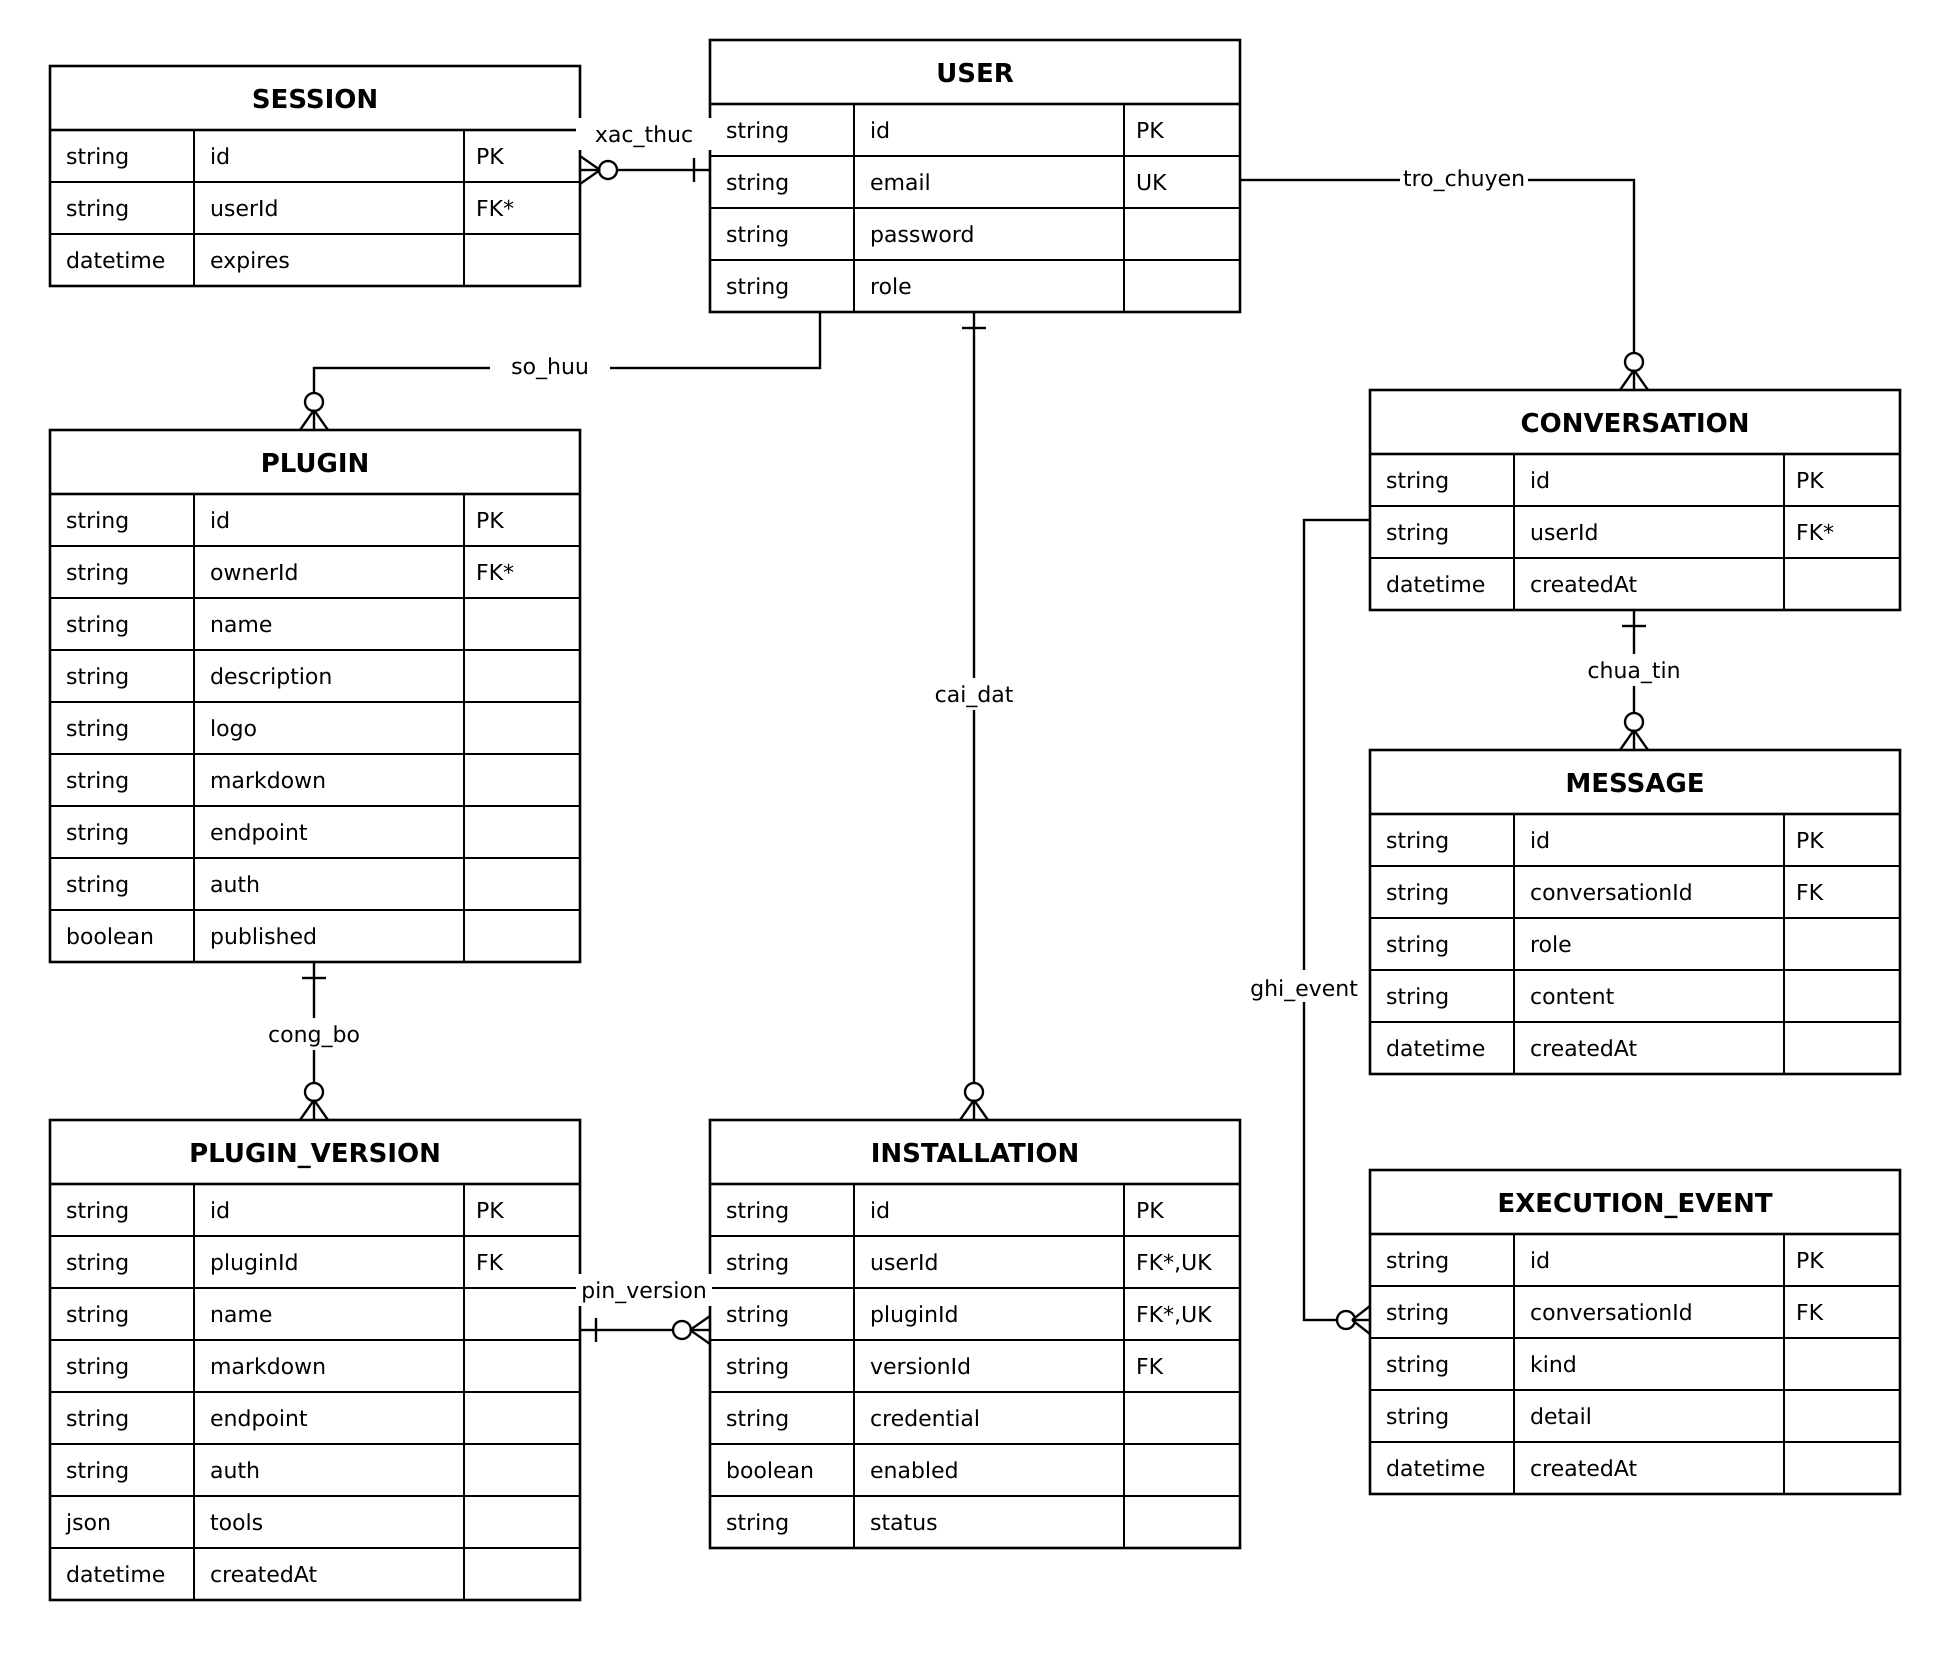 SESSION
string id PK
string userId FK*
datetime expires
xac_thuc
USER
string id PK
string email UK
string password
string role
tro_chuyen
so_huu
PLUGIN
string id PK
string ownerId FK*
string name
string description
string logo
string markdown
string endpoint
string auth
boolean published
cai_dat
CONVERSATION
string id PK
string userId FK*
datetime createdAt
chua_tin
MESSAGE
string id PK
string conversationId FK
string role
string content
datetime createdAt
ghi_event
cong_bo
PLUGIN_VERSION
string id PK
string pluginId FK
string name
string markdown
string endpoint
string auth
json tools
datetime createdAt
pin_version
INSTALLATION
string id PK
string userId FK*,UK
string pluginId FK*,UK
string versionId FK
string credential
boolean enabled
string status
EXECUTION_EVENT
string id PK
string conversationId FK
string kind
string detail
datetime createdAt